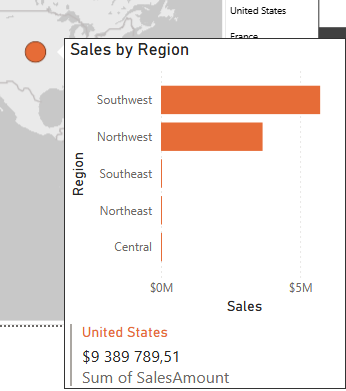 United States
France
Sales by Region
Southwest
Northwest
Southeast
Northeast
Central
Region
$0M
$5M
Sales
United States
$9 389 789,51
Sum of SalesAmount